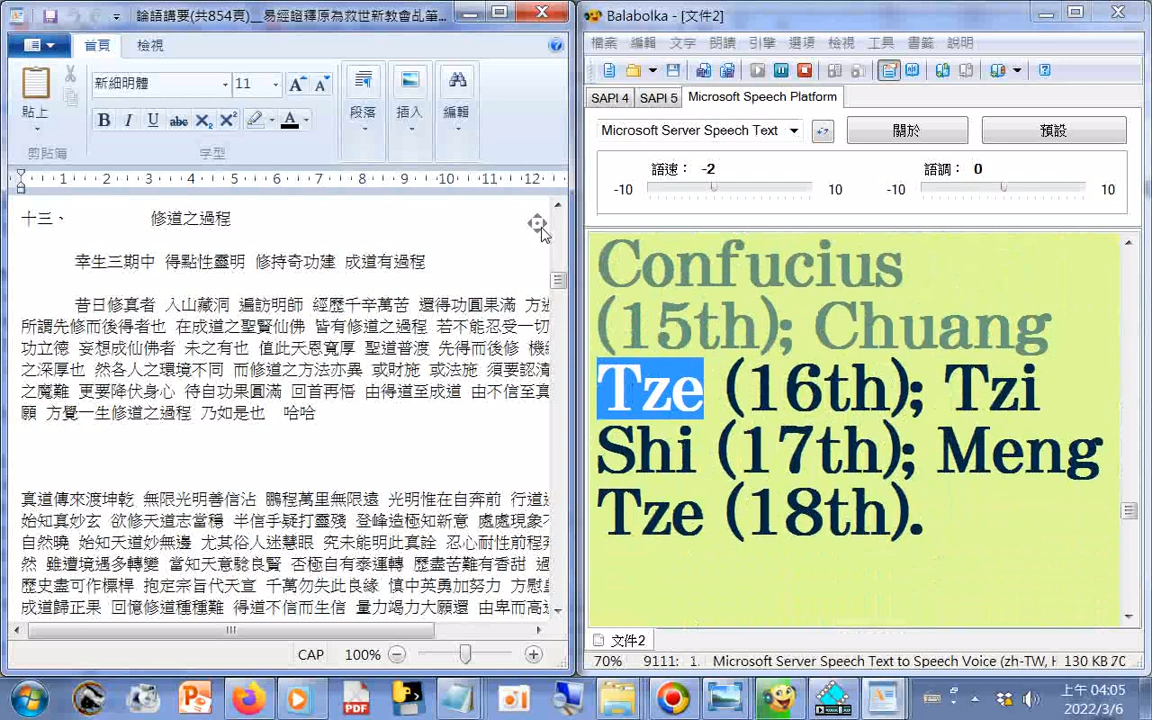 論語講要(共854頁)__易經證釋原為救世新教會乩筆...
首頁
檢視
貼上
剪貼簿
新細明體
11
字型
段落
插入
編輯
1 2 3 4 5 6 7 8 9 10 11 12
十三、 修道之過程
幸生三期中 得點性靈明 修持奇功建 成道有過程
昔日修真者 入山藏洞 遍訪明師 經歷千辛萬苦 還得功圓果滿 方
所謂先修而後得者也 在成道之聖賢仙佛 皆有修道之過程 若不能忍受一切
功立德 妄想成仙佛者 未之有也 值此天恩寬厚 聖道普渡 先得而後修 機
之深厚也 然各人之環境不同 而修道之方法亦異 或財施 或法施 須要認清
之魔難 更要降伏身心 待自功果圓滿 回首再悟 由得道至成道 由不信至真
願 方覺一生修道之過程 乃如是也 哈哈
真道傳來渡坤乾 無限光明善信沾 鵬程萬里無限遠 光明惟在自奔前 行道
始知真妙玄 欲修天道志當穩 半信乎疑打靈殘 登峰造極知新意 處處現象
自然曉 始知天道妙無邊 尤其俗人迷慧眼 究未能明此真詮 忍心耐性前程
然 雖遭境遇多轉變 當知天意騐良賢 否極自有泰運轉 歷盡苦難有香甜
歷史盡可作標桿 抱定宗旨代天宣 千萬勿失此良緣 慎中英勇加努力 方慰
成道歸正果 回憶修道種種難 得道不信而生信 量力竭力大願還 由卑而高
CAP
100%
Balabolka - [文件2]
檔案 編輯 文字 朗讀 引擎 選項 檢視 工具 書籤 說明
SAPI 4
SAPI 5
Microsoft Speech Platform
Microsoft Server Speech Text
關於
預設
語速： -2
語調： 0
-10 10
-10 10
Confucius
(15th); Chuang
Tze (16th); Tzi
Shi (17th); Meng
Tze (18th).
文件2
70%
9111: 1.
Microsoft Server Speech Text to Speech Voice (zh-TW, H
130 KB
上午 04:05
2022/3/6